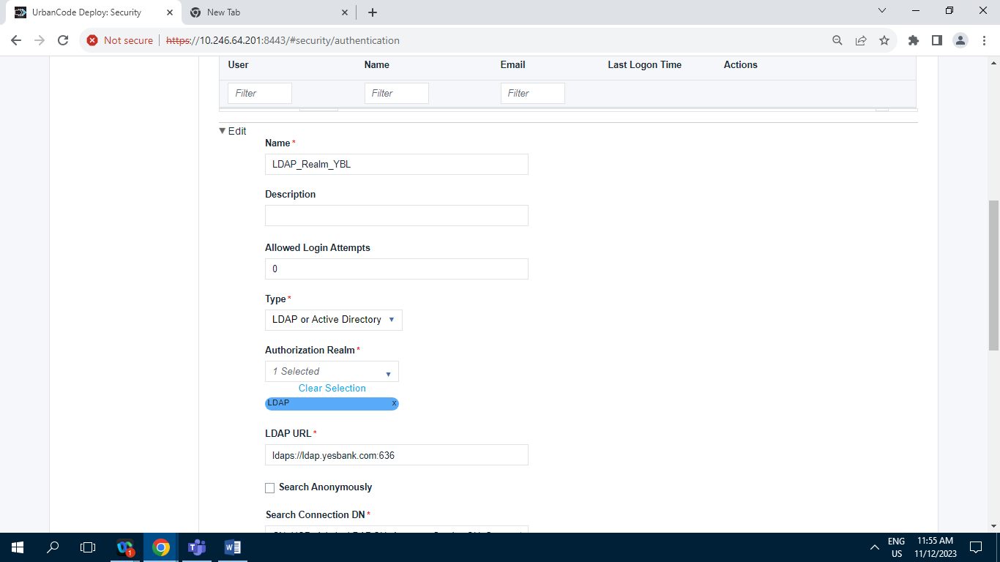 UrbanCode Deploy: Security
New Tab
Not secure https://10.246.64.201:8443/#security/authentication
User Name Email Last Logon Time Actions
Filter Filter Filter
Edit
Name *
LDAP_Realm_YBL
Description
Allowed Login Attempts
0
Type *
LDAP or Active Directory
Authorization Realm *
1 Selected
Clear Selection
LDAP x
LDAP URL *
ldaps://ldap.yesbank.com:636
Search Anonymously
Search Connection DN *
1
ENG 11:55 AM
US 11/12/2023